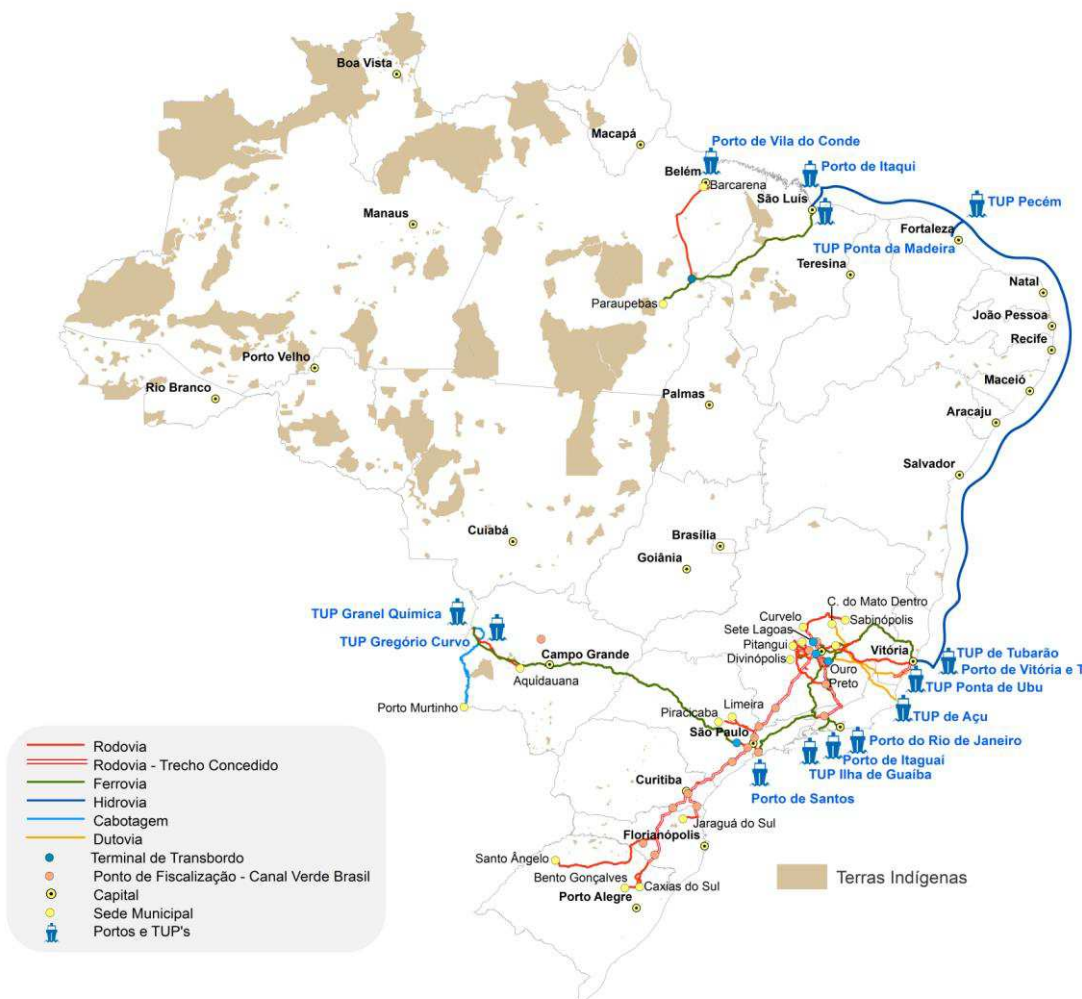 Boa Vista
Macapá
Porto de Vila do Conde
Belém
Barcarena
Porto de Itaqui
São Luís
TUP Pecém
Manaus
Fortaleza
TUP Ponta da Madeira
Teresina
Natal
Paraupebas
João Pessoa
Recife
Porto Velho
Rio Branco
Maceió
Palmas
Aracaju
Salvador
Cuiabá
Brasília
Goiânia
C. do Mato Dentro
TUP Granel Química
Curvelo
Sabinópolis
Sete Lagoas
TUP Gregório Curvo
Pitangui
Vitória
TUP de Tubarão
Campo Grande
Divinópolis
Ouro
Preto
Porto de Vitória e T
Aquidauana
TUP Ponta de Ubu
Porto Murtinho
Limeira
TUP de Açu
Piracicaba
São Paulo
Porto do Rio de Janeiro
Porto de Itaguaí
TUP Ilha de Guaíba
Curitiba
Porto de Santos
Jaraguá do Sul
Florianópolis
Santo Ângelo
Bento Gonçalves
Caxias do Sul
Porto Alegre
Rodovia
Rodovia - Trecho Concedido
Ferrovia
Hidrovia
Cabotagem
Dutovia
Terminal de Transbordo
Ponto de Fiscalização - Canal Verde Brasil
Capital
Sede Municipal
Portos e TUP's
Terras Indígenas